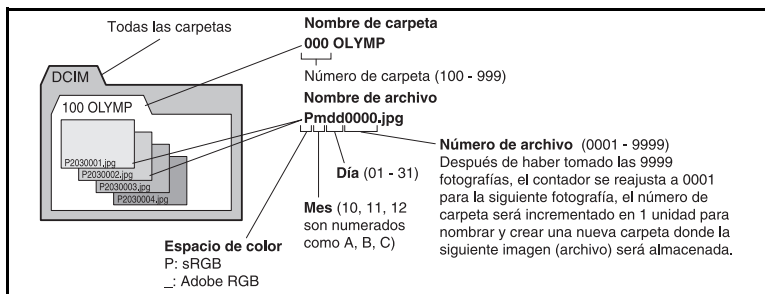 Todas las carpetas
DCIM
100 OLYMP
P2030001.jpg
P2030002.jpg
P2030003.jpg
P2030004.jpg
Nombre de carpeta
000 OLYMP
Número de carpeta (100 - 999)
Nombre de archivo
Pmdd0000.jpg
Día (01 - 31)
Mes (10, 11, 12
son numerados
como A, B, C)
Espacio de color
P: sRGB
_: Adobe RGB
Número de archivo (0001 - 9999)
Después de haber tomado las 9999
fotografías, el contador se reajusta a 0001
para la siguiente fotografía, el número de
carpeta será incrementado en 1 unidad para
nombrar y crear una nueva carpeta donde la
siguiente imagen (archivo) será almacenada.